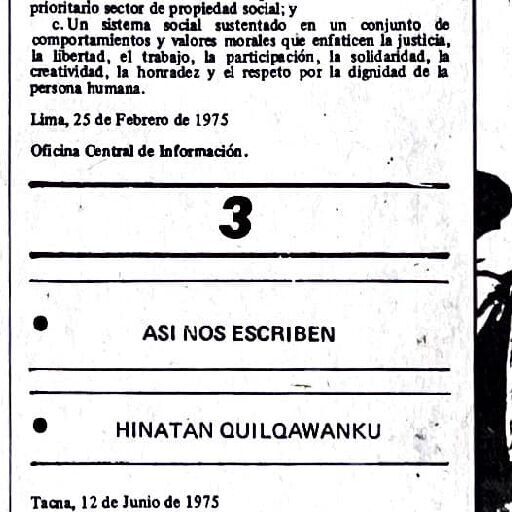 prioritario sector de propiedad social; y
c. Un sistema social sustentado en un conjunto de
comportamientos y valores morales que enfaticen la justicia,
la libertad, el trabajo, la participación, la solidaridad, la
creatividad, la honradez y el respeto por la dignidad de la
persona humana.
Lima, 25 de Febrero de 1975
Oficina Central de Información.
3
ASI NOS ESCRIBEN
HINATAN QUILQAWANKU
Tacna, 12 de Junio de 1975